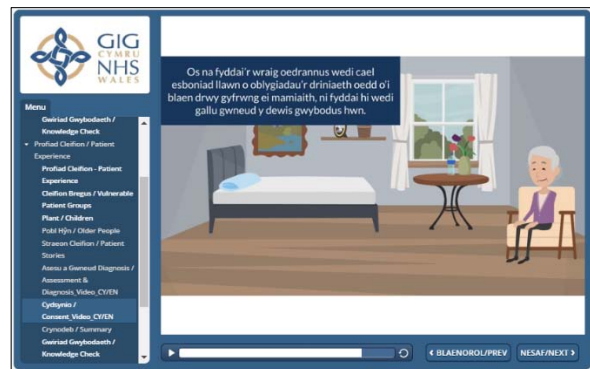 GIG
CYMRU
NHS
WALES
Menu
Gwiriad Gwybodaeth /
Knowledge Check
Profiad Cleifion / Patient
Experience
Profiad Cleifion - Patient
Experience
Cleifion Bregus / Vulnerable
Patient Groups
Plant / Children
Pobl Hŷn / Older People
Straeon Cleifion / Patient
Stories
Asesu a Gwneud Diagnosis /
Assessment &
Diagnosis_Video_CY/EN
Cydsynio /
Consent_Video_CY/EN
Crynodeb / Summary
Gwiriad Gwybodaeth /
Knowledge Check
Os na fyddai'r wraig oedrannus wedi cael
esboniad llawn o oblygiadau'r driniaeth oedd o'i
blaen drwy gyfrwng ei mamiaith, ni fyddai hi wedi
gallu gwneud y dewis gwybodus hwn.
< BLAENOROL/PREV
NESAF/NEXT >